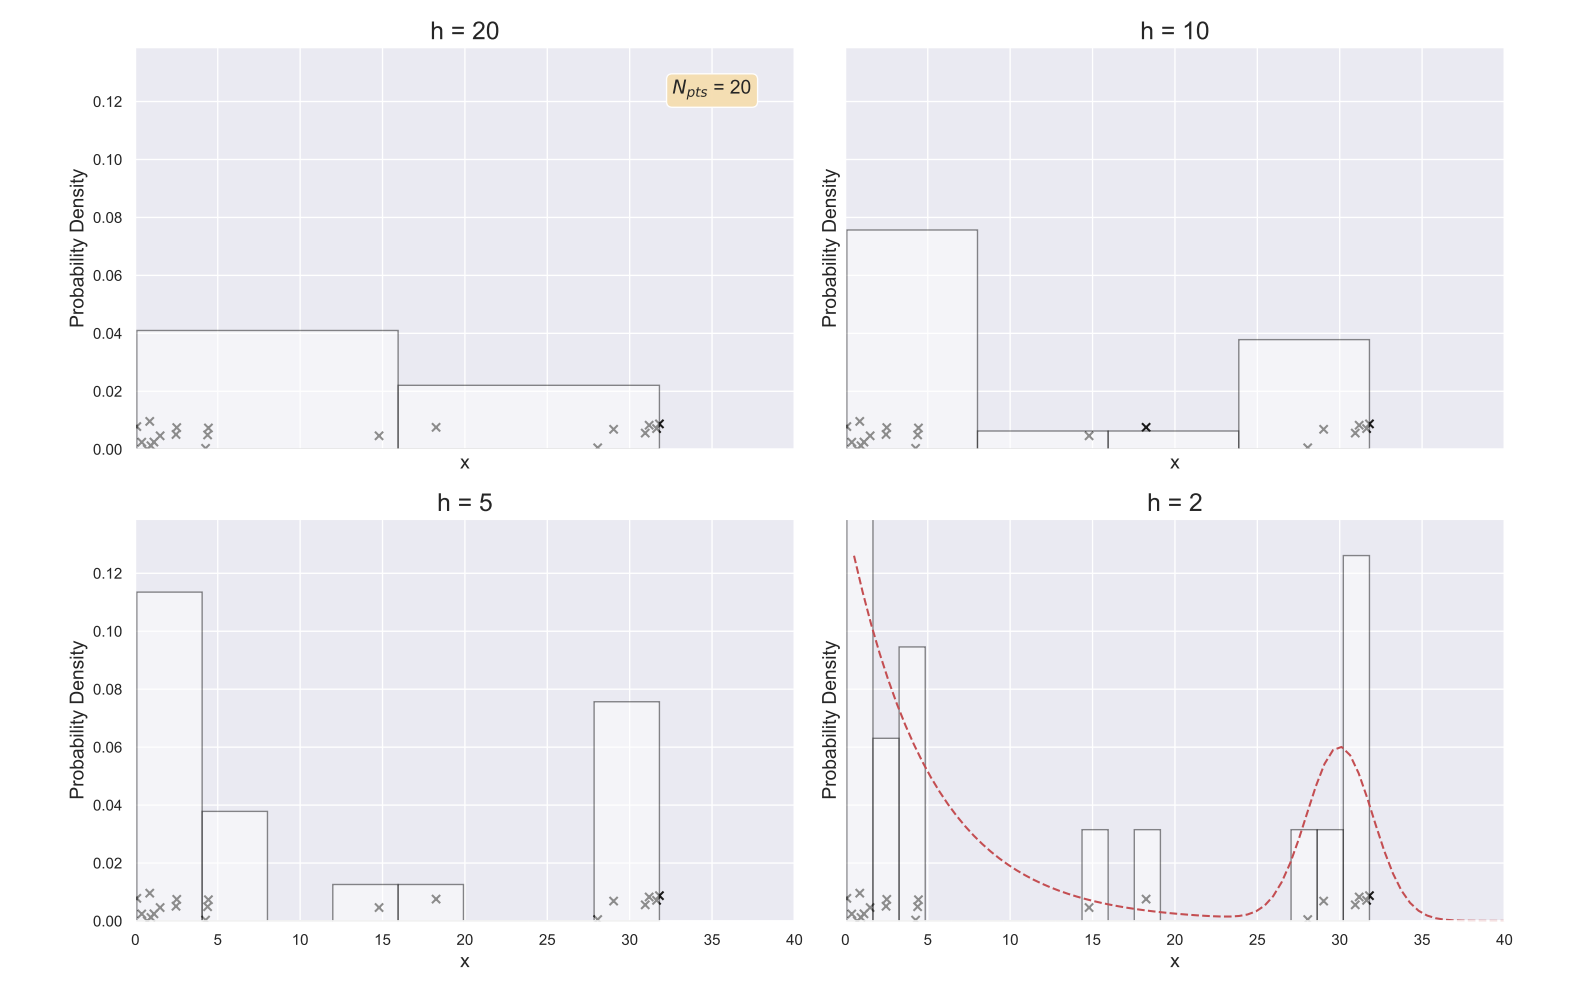 h = 20
N_pts = 20
0.12
0.10
0.08
0.06
0.04
0.02
0.00
Probability Density
x
h = 10
Probability Density
x
h = 5
0.12
0.10
0.08
0.06
0.04
0.02
0.00
Probability Density
0 5 10 15 20 25 30 35 40
x
h = 2
Probability Density
0 5 10 15 20 25 30 35 40
x